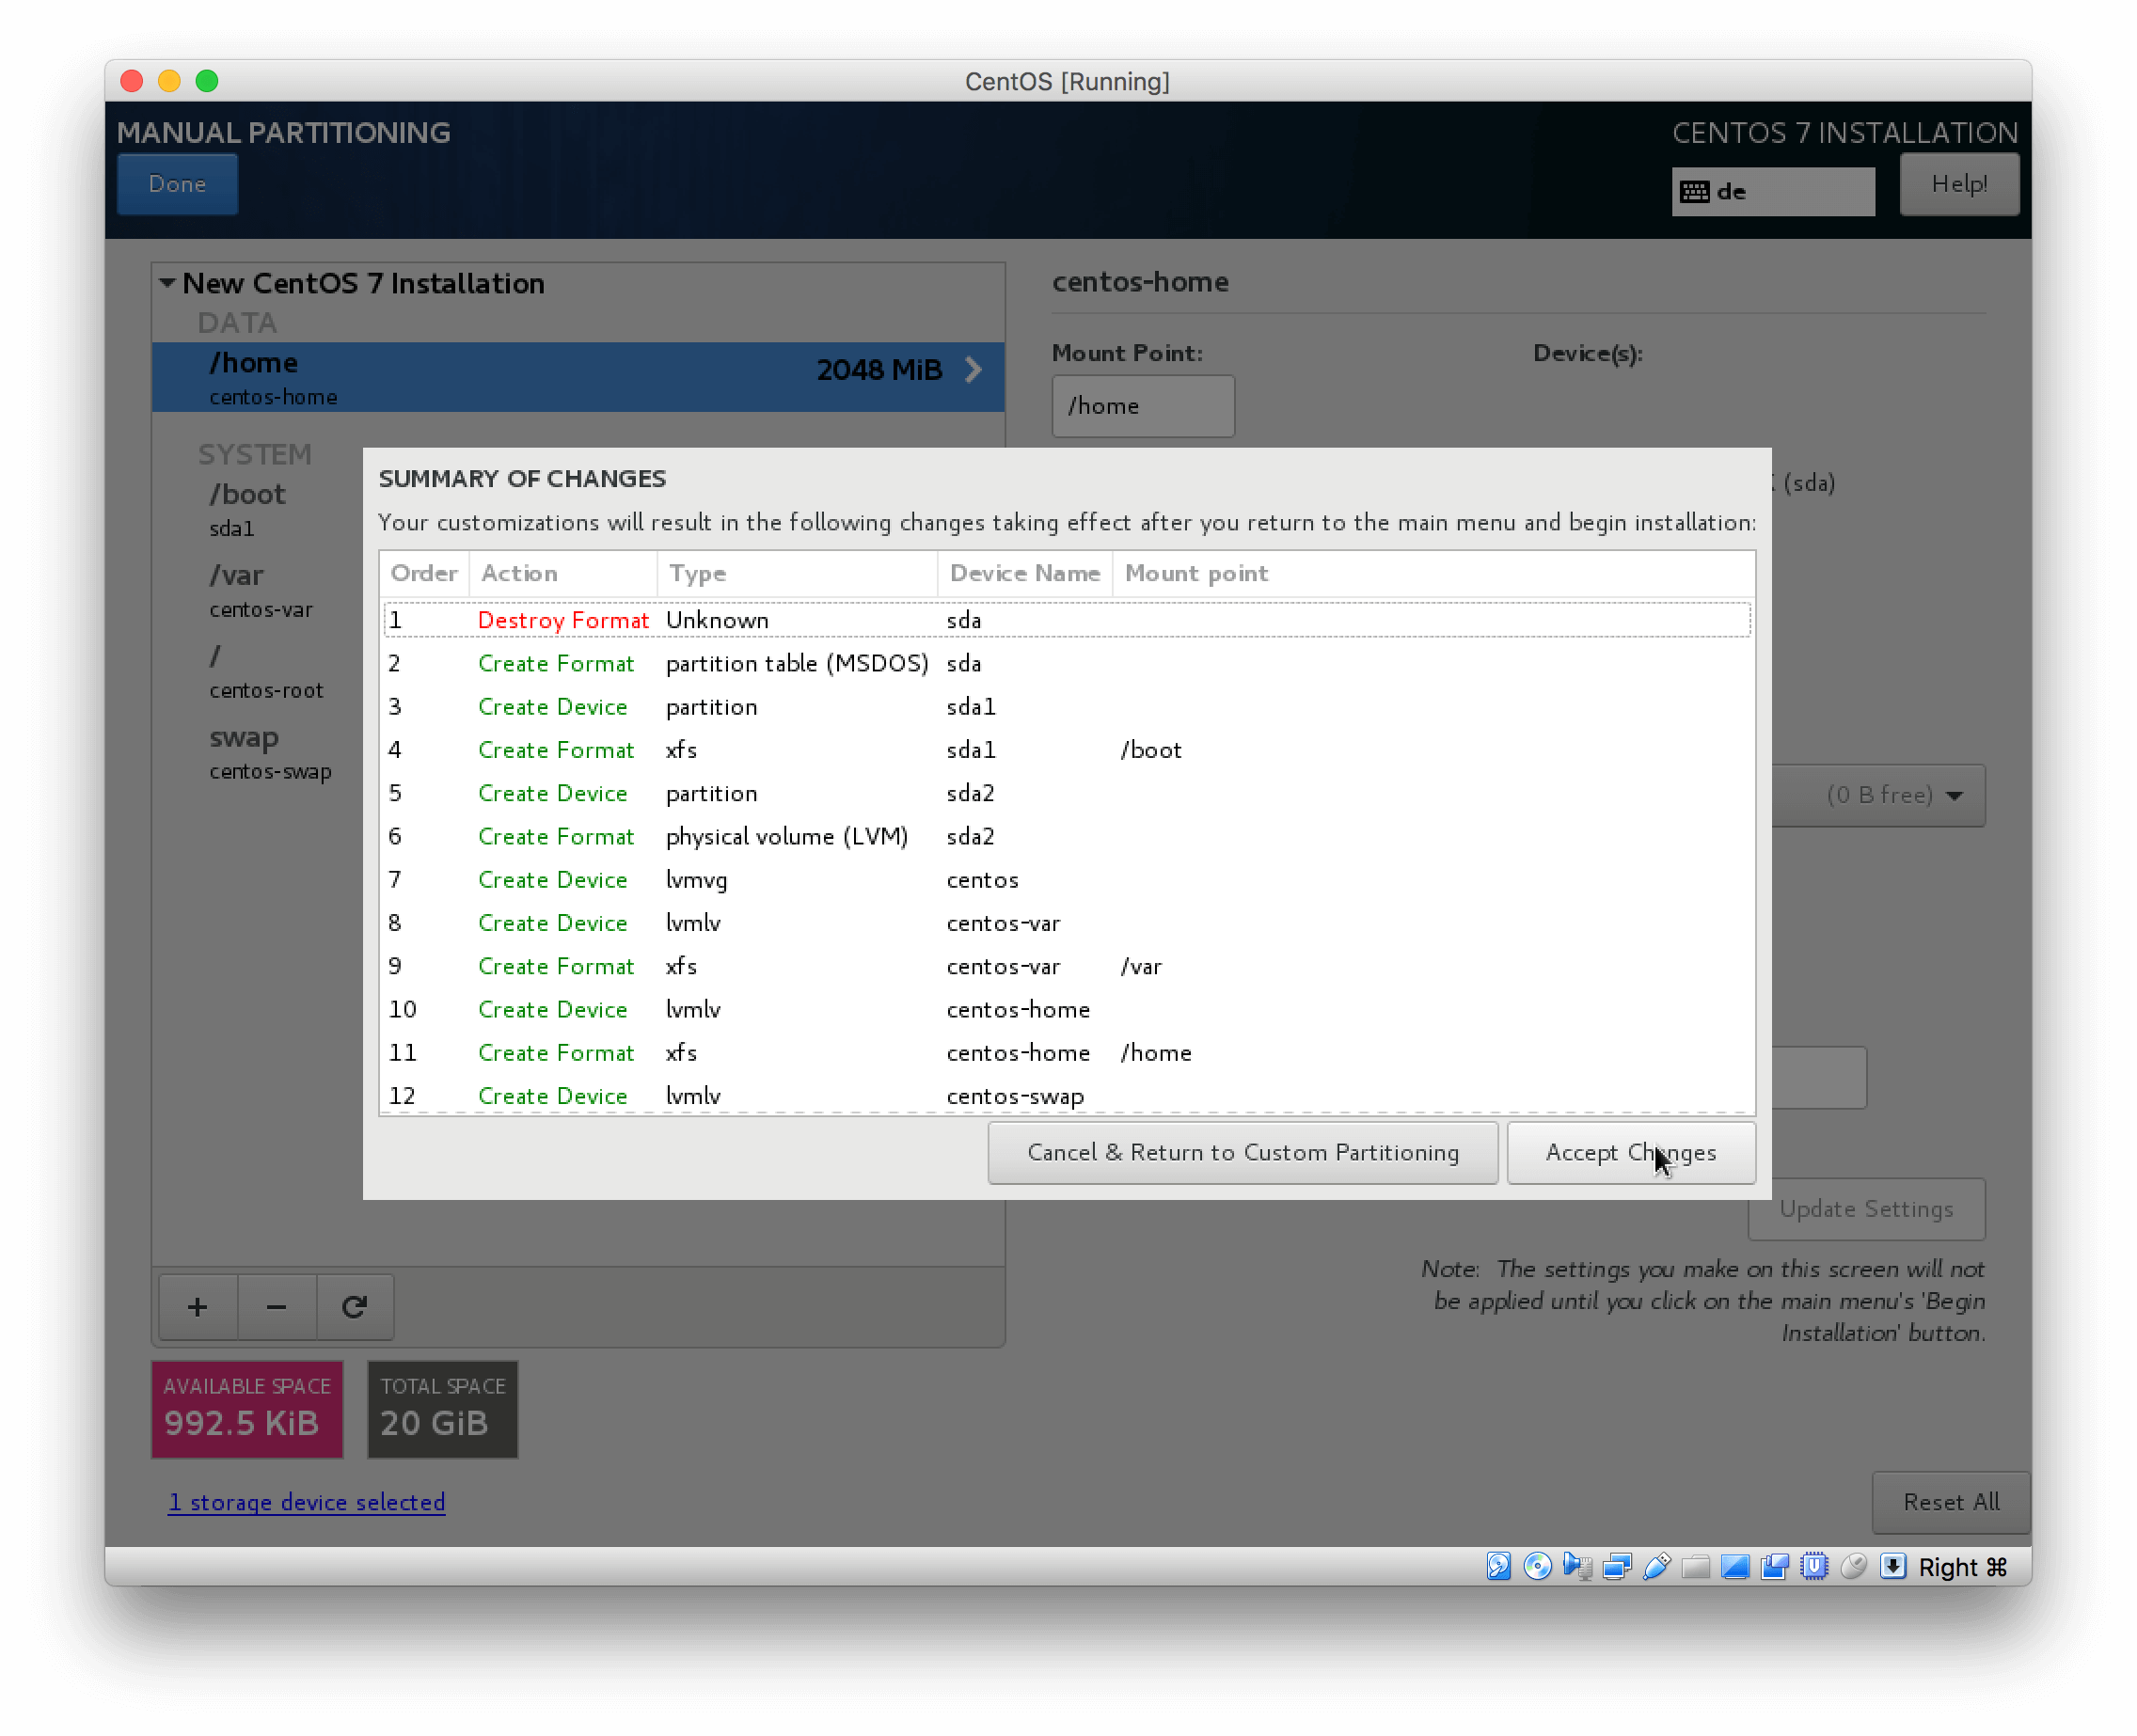 CentOS [Running]
MANUAL PARTITIONING
CENTOS 7 INSTALLATION
Done
de
Help!
New CentOS 7 Installation
DATA
/home
2048 MiB
centos-home
SYSTEM
/boot
sda1
/var
centos-var
/
centos-root
swap
centos-swap
centos-home
Mount Point:
Device(s):
/home
(sda)
(0 B free)
SUMMARY OF CHANGES
Your customizations will result in the following changes taking effect after you return to the main menu and begin installation:
Order Action Type Device Name Mount point
1 Destroy Format Unknown sda
2 Create Format partition table (MSDOS) sda
3 Create Device partition sda1
4 Create Format xfs sda1 /boot
5 Create Device partition sda2
6 Create Format physical volume (LVM) sda2
7 Create Device lvmvg centos
8 Create Device lvmlv centos-var
9 Create Format xfs centos-var /var
10 Create Device lvmlv centos-home
11 Create Format xfs centos-home /home
12 Create Device lvmlv centos-swap
Cancel & Return to Custom Partitioning
Accept Changes
Update Settings
Note: The settings you make on this screen will not
be applied until you click on the main menu's 'Begin
Installation' button.
+ −
AVAILABLE SPACE
992.5 KiB
TOTAL SPACE
20 GiB
1 storage device selected
Reset All
Right ⌘